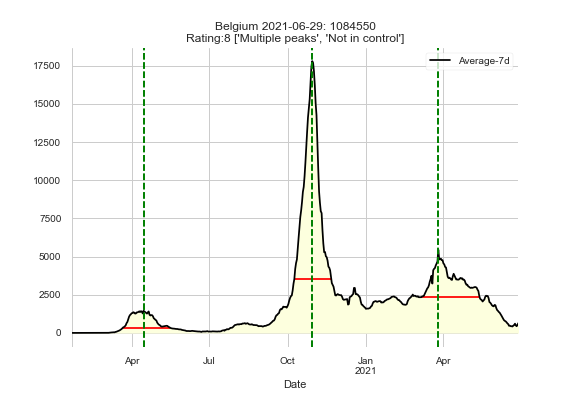 Belgium 2021-06-29: 1084550
Rating:8 ['Multiple peaks', 'Not in control']
Average-7d
17500
15000
12500
10000
7500
5000
2500
0
Apr Jul Oct Jan Apr
2021
Date